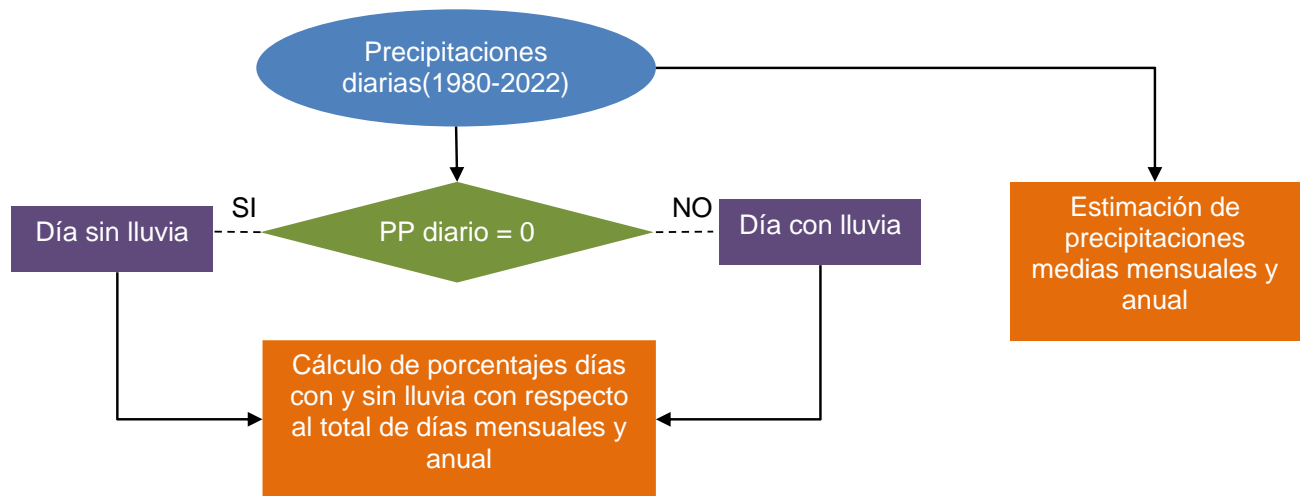 Precipitaciones
diarias(1980-2022)
SI
NO
Día sin lluvia
PP diario = 0
Día con lluvia
Estimación de
precipitaciones
medias mensuales y
anual
Cálculo de porcentajes días
con y sin lluvia con respecto
al total de días mensuales y
anual